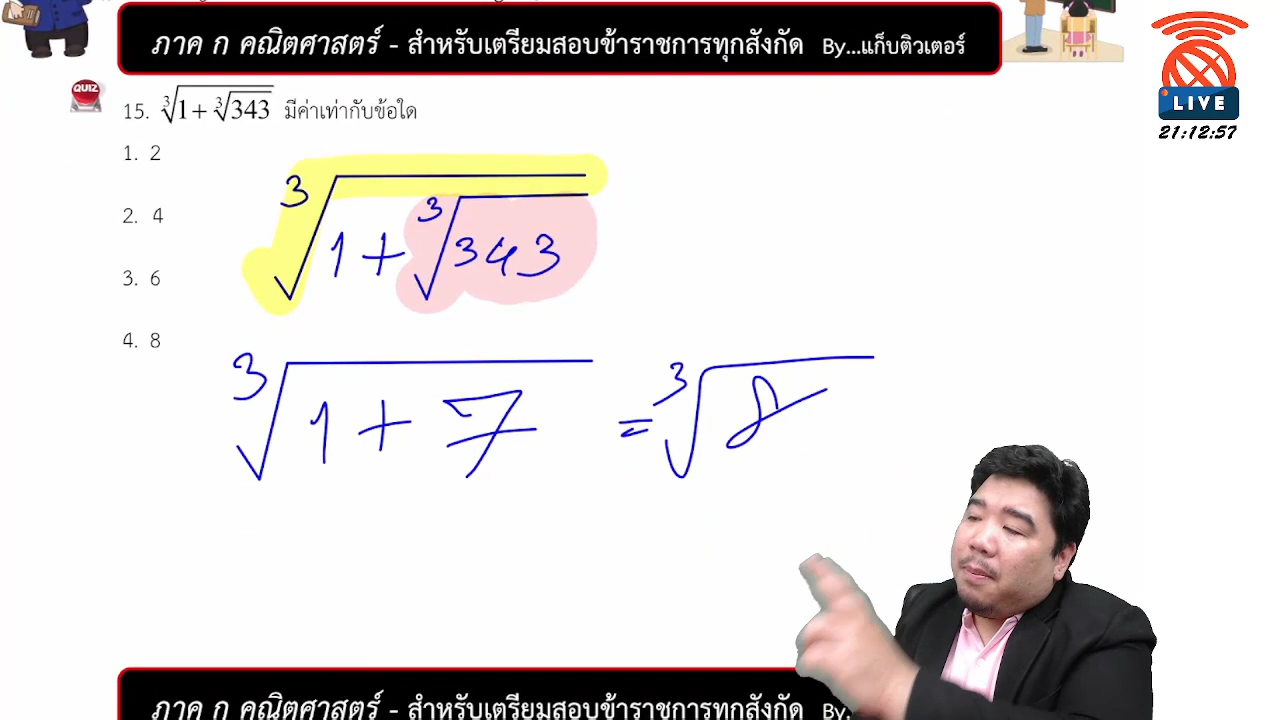 ภาค ก คณิตศาสตร์ - สำหรับเตรียมสอบข้าราชการทุกสังกัด By...แก็บติวเตอร์
LIVE
21:12:57
QUIZ
15. ∛(1+∛343) มีค่าเท่ากับข้อใด
1. 2
2. 4
3. 6
4. 8
∛(1+∛343)
∛(1+7) = ∛8
ภาค ก คณิตศาสตร์ - สำหรับเตรียมสอบข้าราชการทุกสังกัด By.